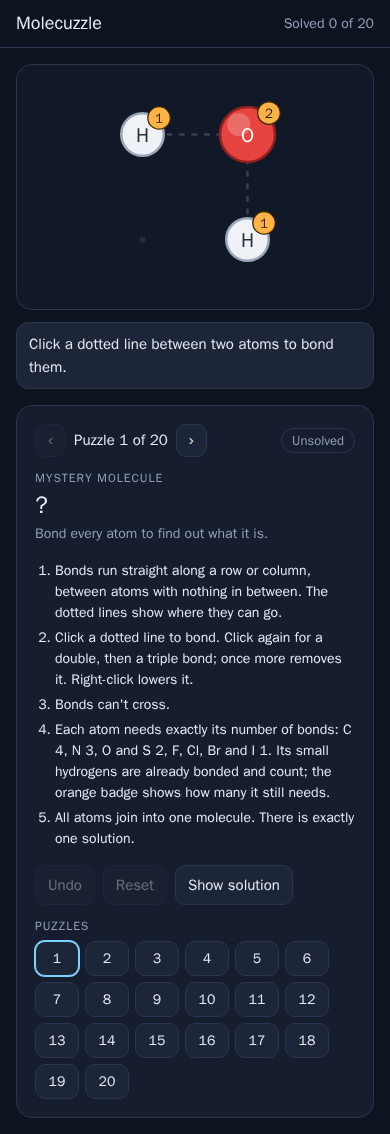 Molecuzzle
Solved 0 of 20
H 1
O 2
H 1
Click a dotted line between two atoms to bond
them.
‹ Puzzle 1 of 20 ›
Unsolved
MYSTERY MOLECULE
?
Bond every atom to find out what it is.
1. Bonds run straight along a row or column,
between atoms with nothing in between. The
dotted lines show where they can go.
2. Click a dotted line to bond. Click again for a
double, then a triple bond; once more removes
it. Right-click lowers it.
3. Bonds can't cross.
4. Each atom needs exactly its number of bonds: C
4, N 3, O and S 2, F, Cl, Br and I 1. Its small
hydrogens are already bonded and count; the
orange badge shows how many it still needs.
5. All atoms join into one molecule. There is exactly
one solution.
Undo Reset Show solution
PUZZLES
1 2 3 4 5 6
7 8 9 10 11 12
13 14 15 16 17 18
19 20